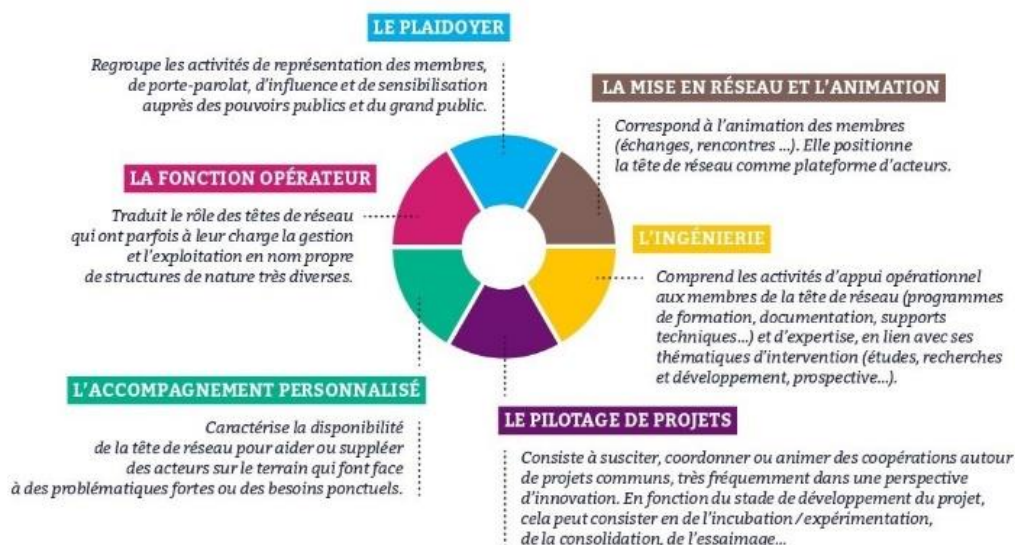 LE PLAIDOYER
Regroupe les activités de représentation des membres,
de porte-parolat, d'influence et de sensibilisation
auprès des pouvoirs publics et du grand public.
LA MISE EN RÉSEAU ET L'ANIMATION
Correspond à l'animation des membres
(échanges, rencontres ...). Elle positionne
la tête de réseau comme plateforme d'acteurs.
LA FONCTION OPÉRATEUR
Traduit le rôle des têtes de réseau
qui ont parfois à leur charge la gestion
et l'exploitation en nom propre
de structures de nature très diverses.
L'INGÉNIERIE
Comprend les activités d'appui opérationnel
aux membres de la tête de réseau (programmes
de formation, documentation, supports
techniques...) et d'expertise, en lien avec ses
thématiques d'intervention (études, recherches
et développement, prospective...).
L'ACCOMPAGNEMENT PERSONNALISÉ
Caractérise la disponibilité
de la tête de réseau pour aider ou suppléer
des acteurs sur le terrain qui font face
à des problématiques fortes ou des besoins ponctuels.
LE PILOTAGE DE PROJETS
Consiste à susciter, coordonner ou animer des coopérations autour
de projets communs, très fréquemment dans une perspective
d'innovation. En fonction du stade de développement du projet,
cela peut consister en de l'incubation / expérimentation,
de la consolidation, de l'essaimage...